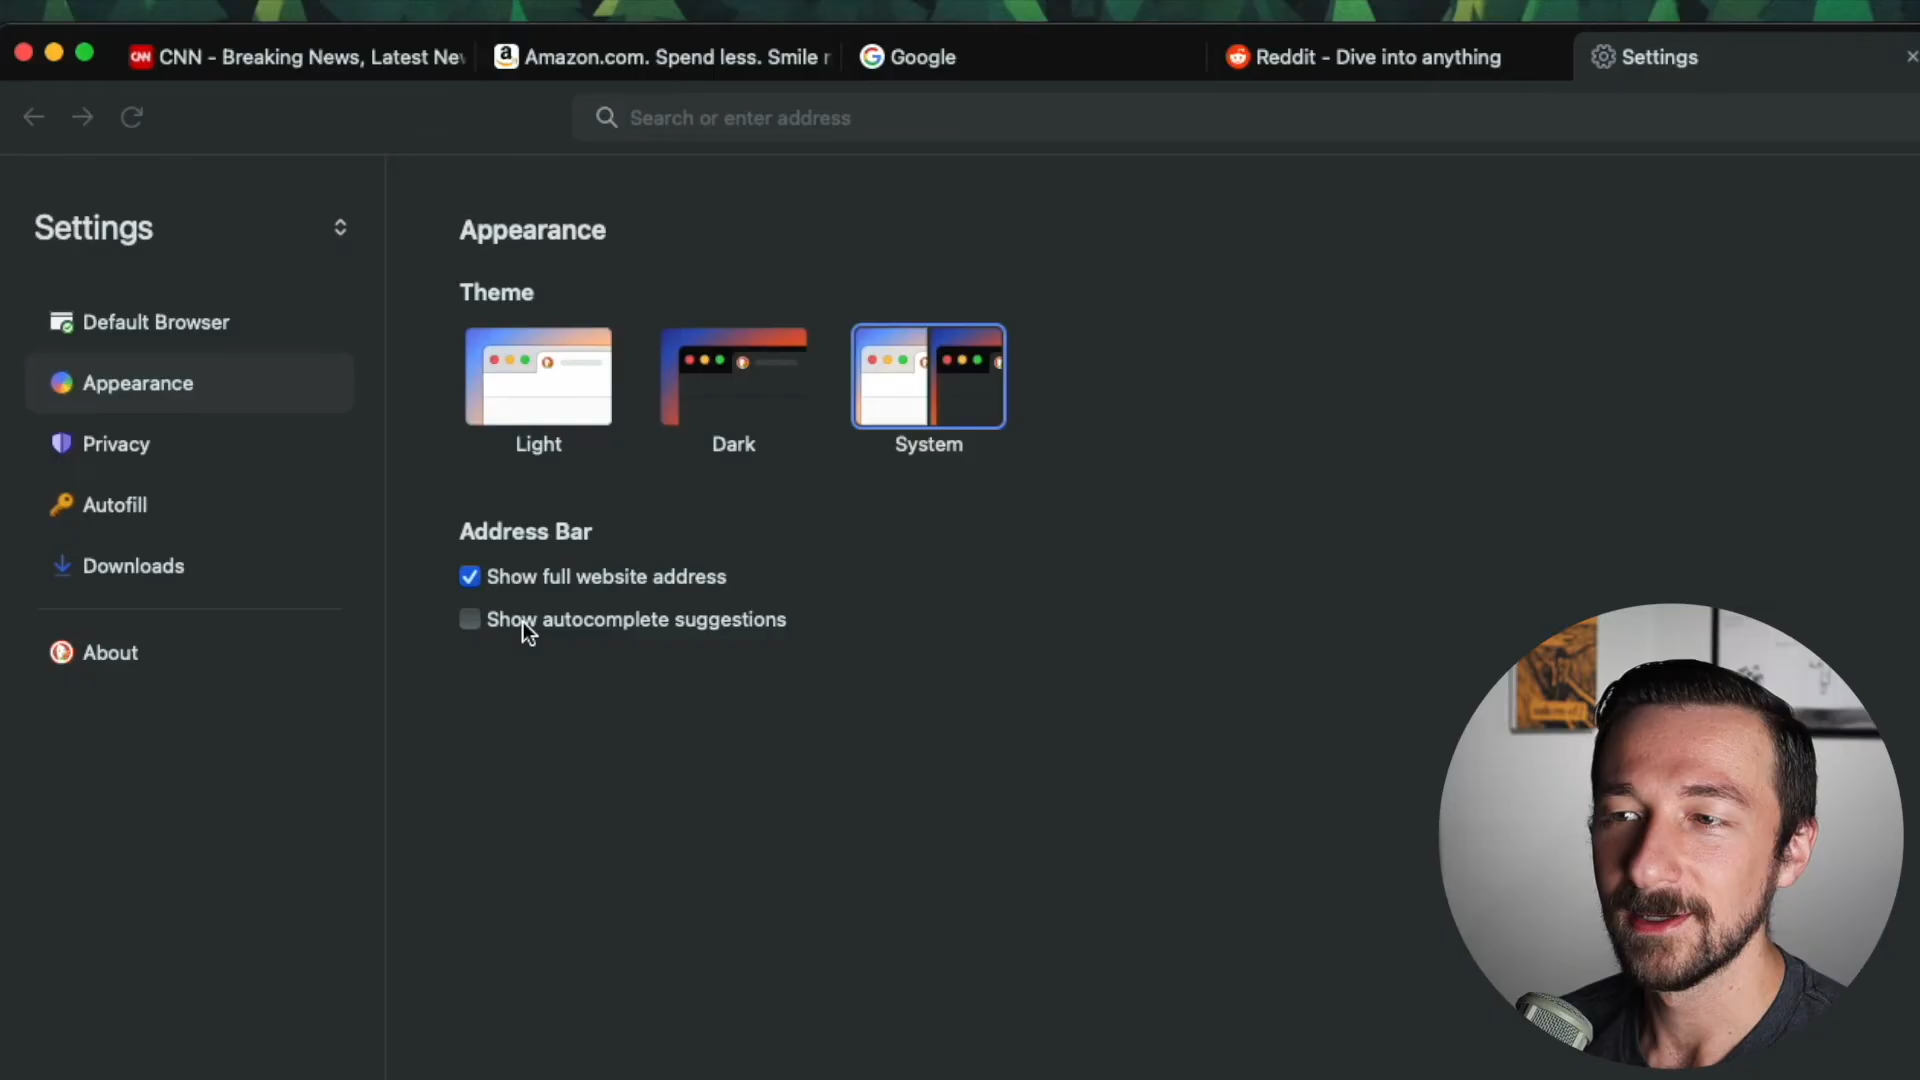 CNN - Breaking News, Latest Nev
Amazon.com. Spend less. Smile r
Google
Reddit - Dive into anything
Settings
Search or enter address
Settings
Default Browser
Appearance
Privacy
Autofill
Downloads
About
Appearance
Theme
Light
Dark
System
Address Bar
Show full website address
Show autocomplete suggestions